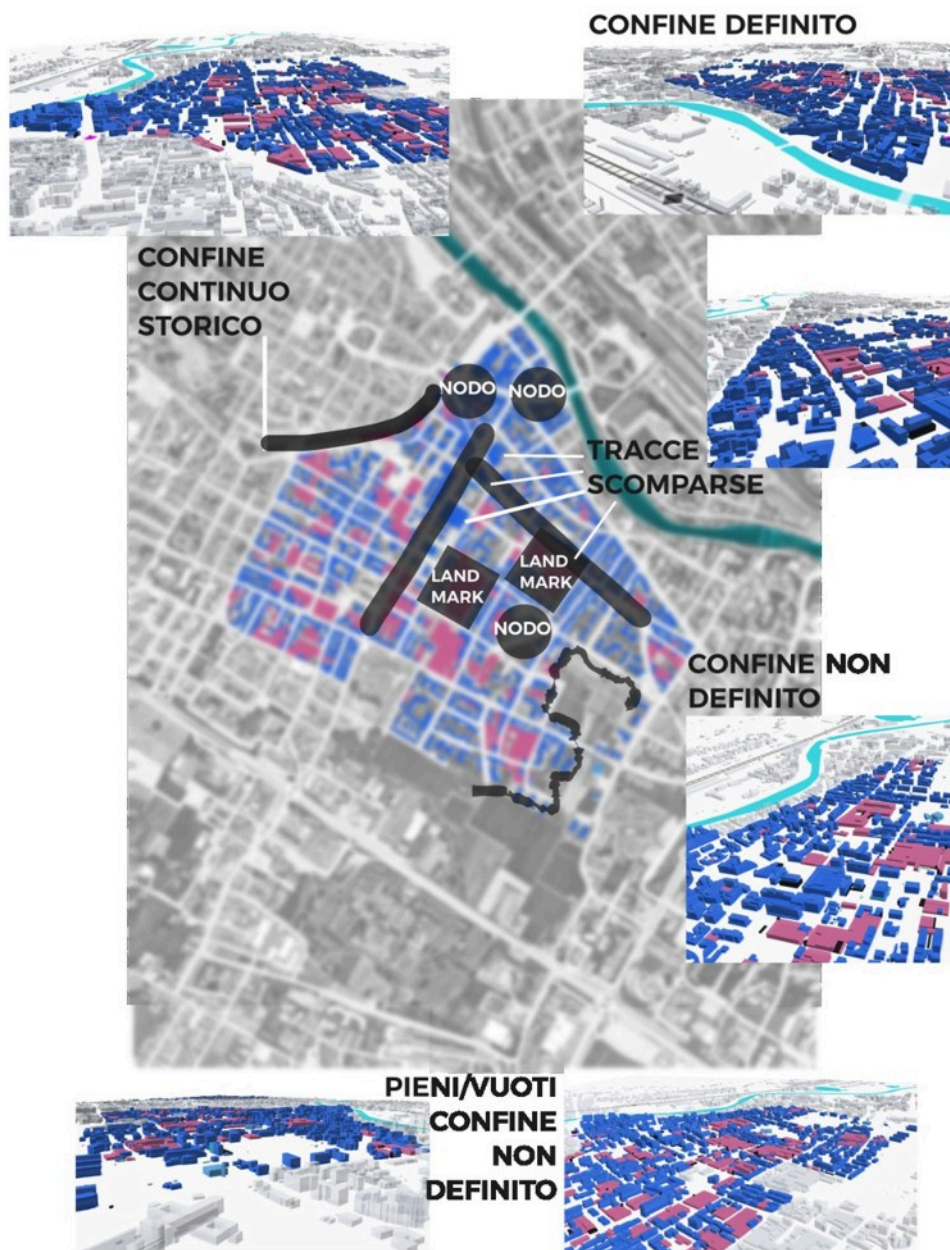 CONFINE DEFINITO
CONFINE
CONTINUO
STORICO
NODO
NODO
TRACCE
SCOMPARSE
LAND
MARK
LAND
MARK
NODO
CONFINE NON
DEFINITO
PIENI/VUOTI
CONFINE
NON
DEFINITO